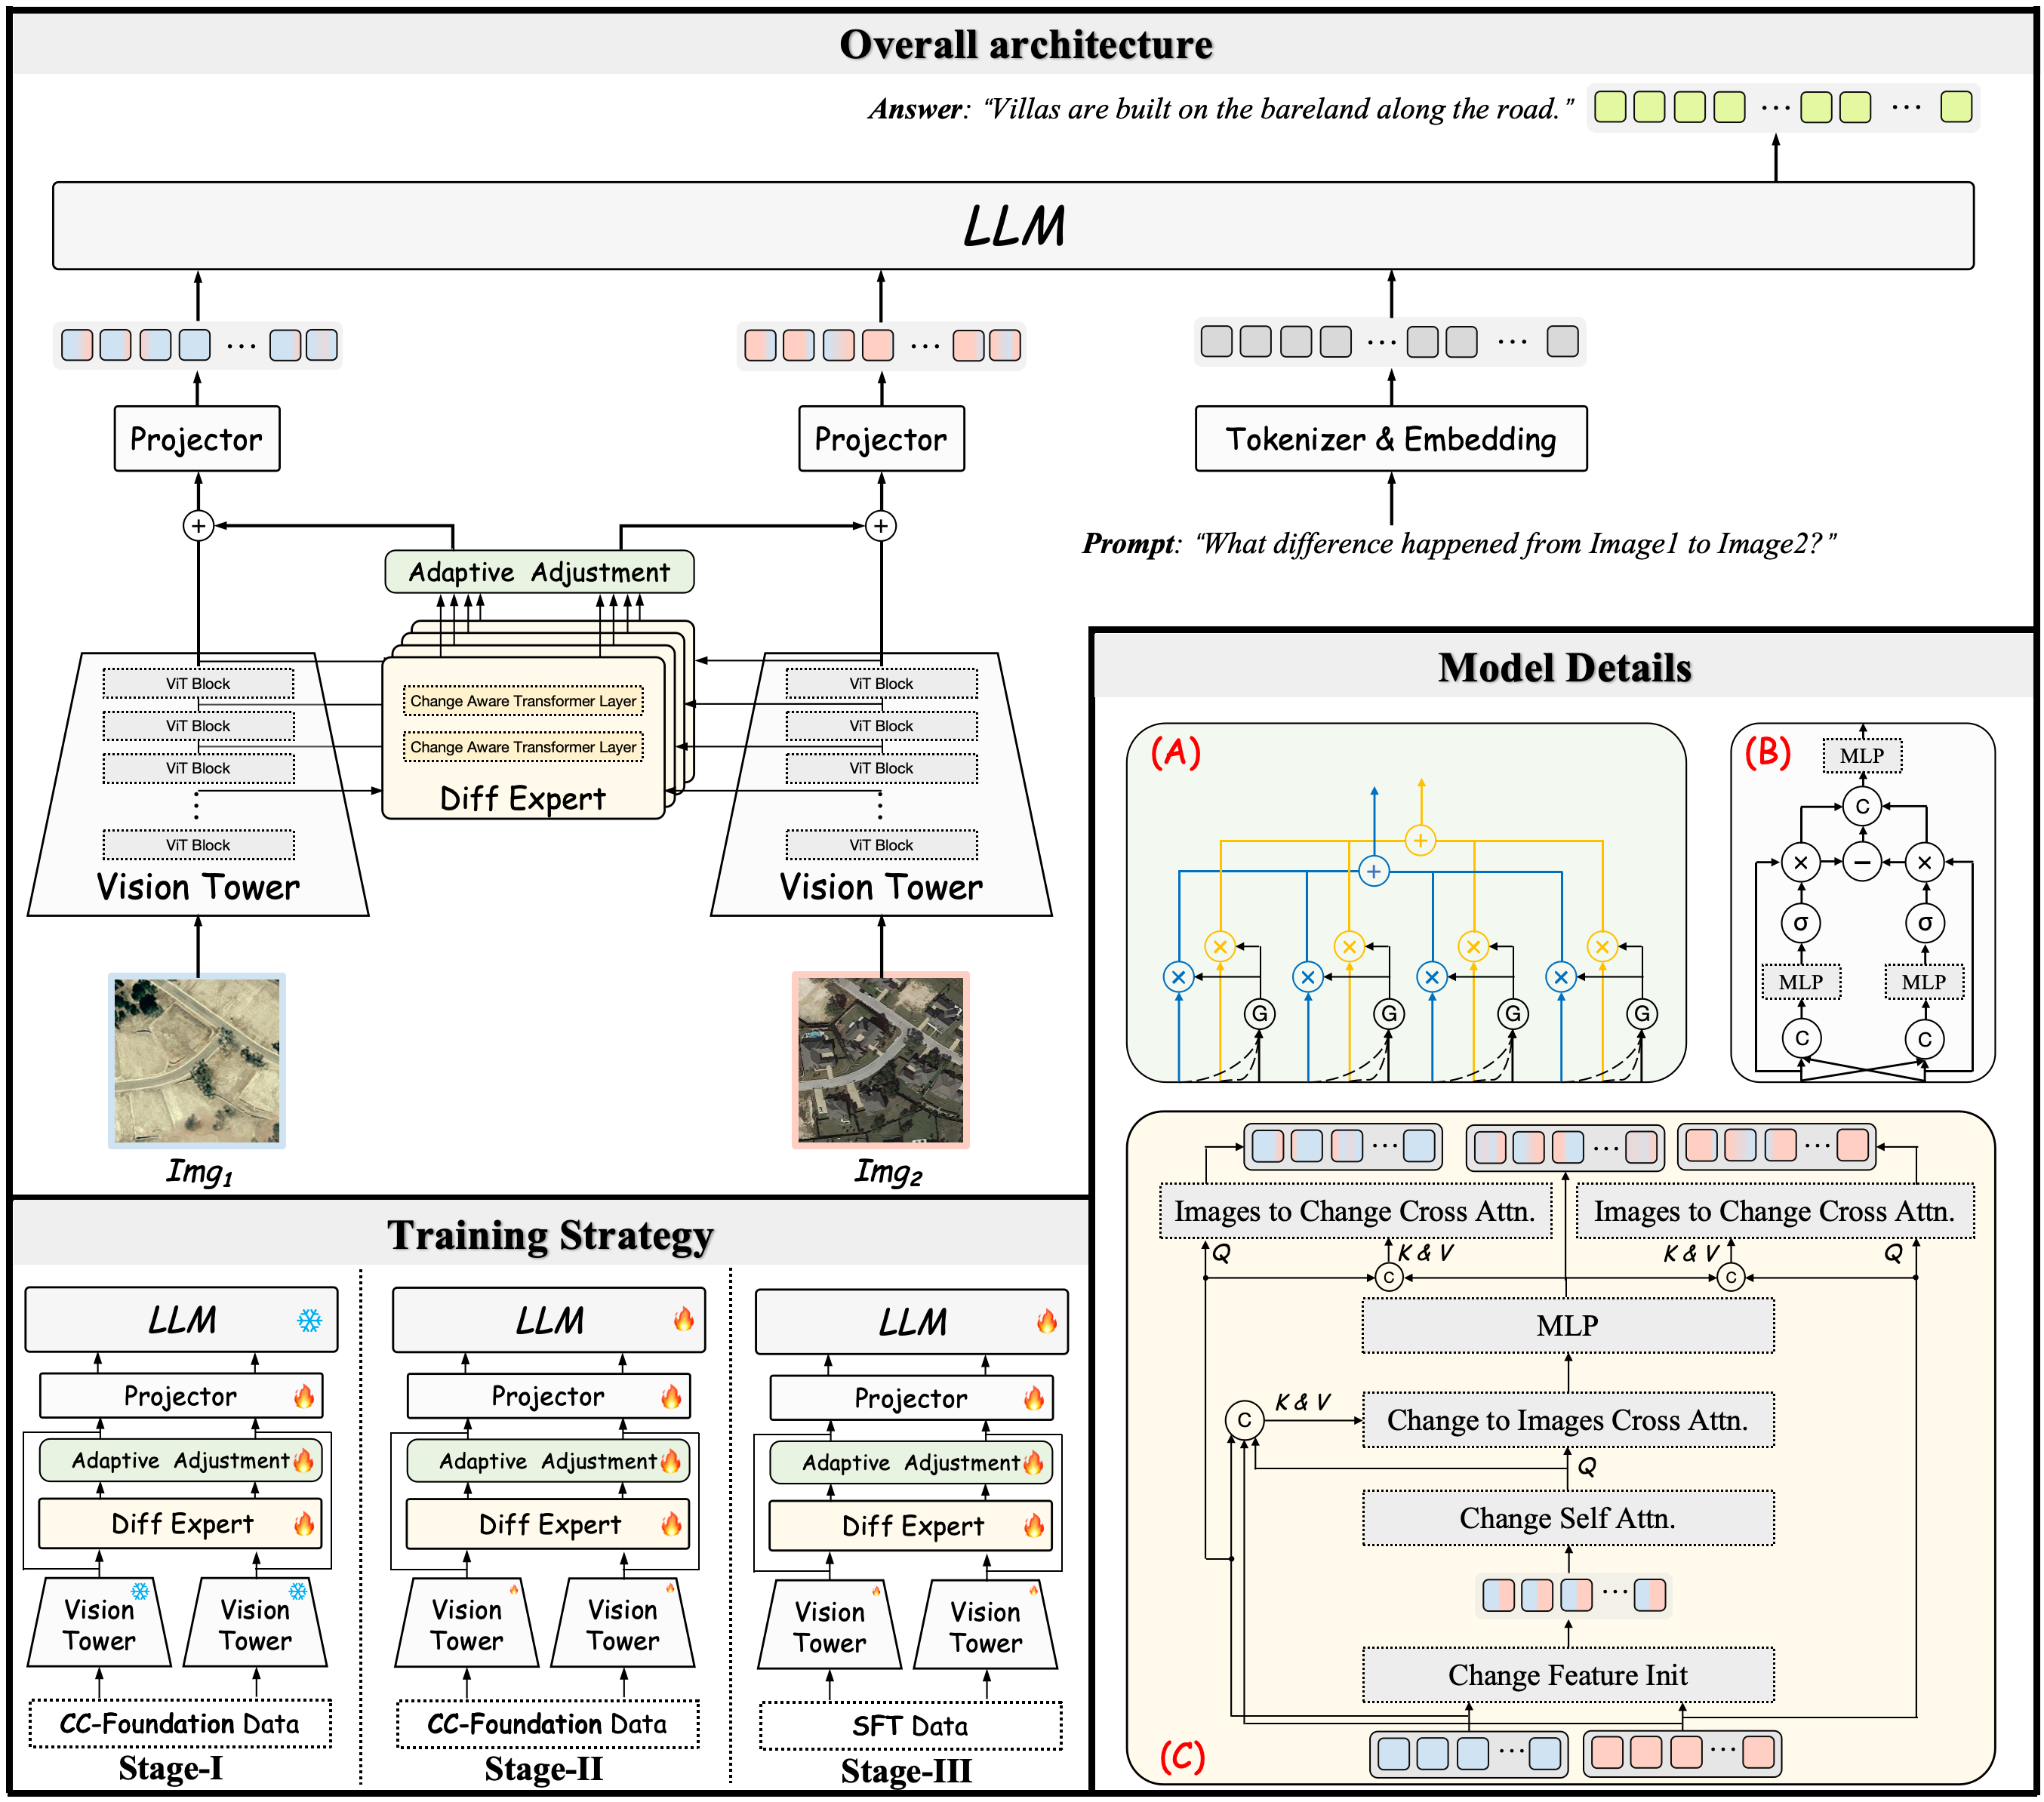 Overall architecture
Answer: “Villas are built on the bareland along the road.”
LLM
Projector
Projector
Tokenizer & Embedding
Prompt: “What difference happened from Image1 to Image2?”
Adaptive Adjustment
ViT Block
ViT Block
ViT Block
ViT Block
Vision Tower
Change Aware Transformer Layer
Change Aware Transformer Layer
Diff Expert
ViT Block
ViT Block
ViT Block
ViT Block
Vision Tower
Img1
Img2
Training Strategy
LLM
Projector
Adaptive Adjustment
Diff Expert
Vision
Tower
Vision
Tower
CC-Foundation Data
Stage-I
LLM
Projector
Adaptive Adjustment
Diff Expert
Vision
Tower
Vision
Tower
CC-Foundation Data
Stage-II
LLM
Projector
Adaptive Adjustment
Diff Expert
Vision
Tower
Vision
Tower
SFT Data
Stage-III
Model Details
(A)
G
G
G
G
(B)
MLP
C
σ
σ
MLP
MLP
C
C
Images to Change Cross Attn.
Images to Change Cross Attn.
Q
K & V
K & V
Q
C
C
MLP
C
K & V
Change to Images Cross Attn.
Q
Change Self Attn.
Change Feature Init
(C)